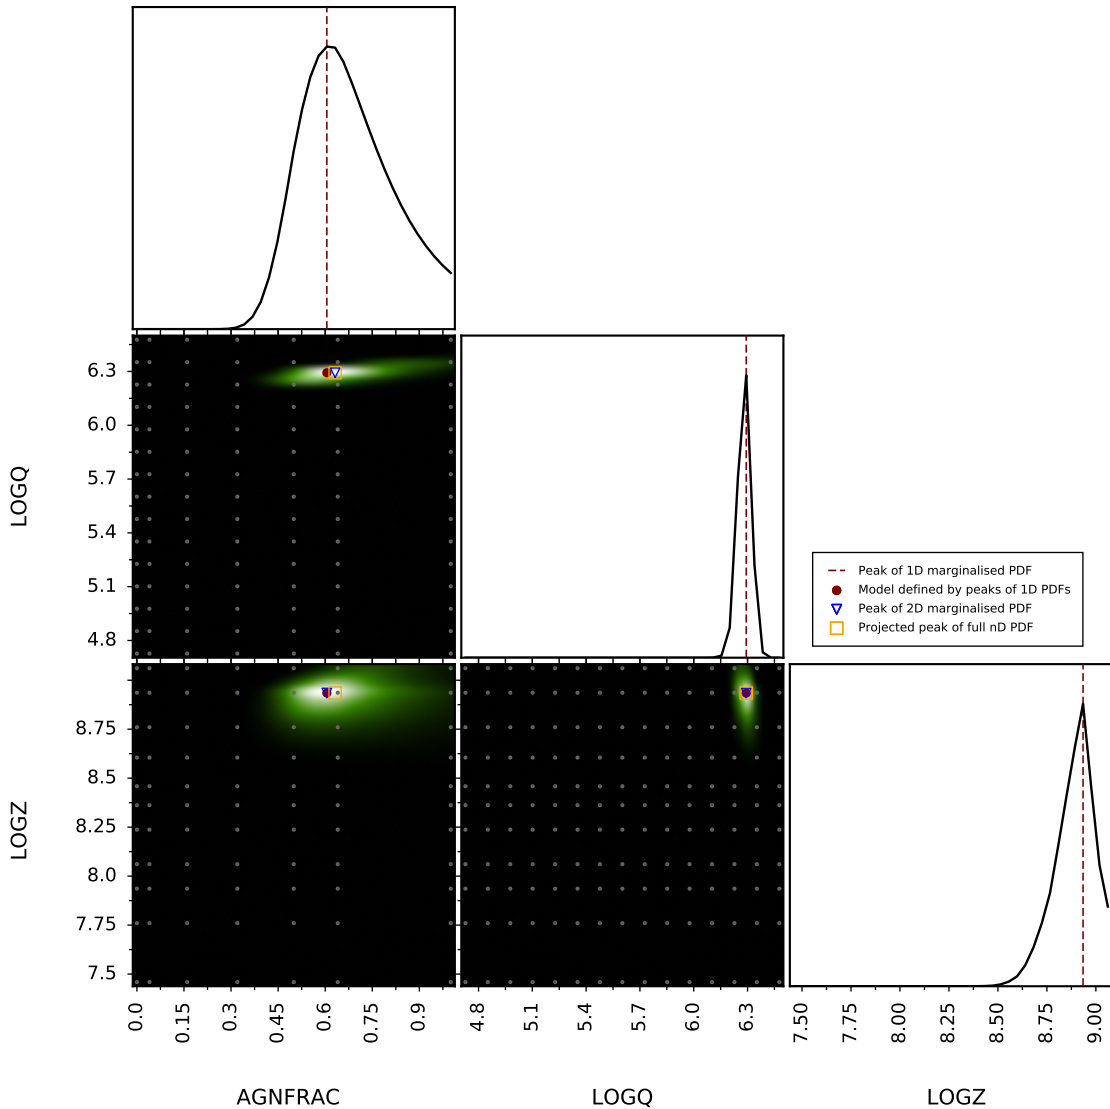 LOGQ
6.3
6.0
5.7
5.4
5.1
4.8
Peak of 1D marginalised PDF
Model defined by peaks of 1D PDFs
Peak of 2D marginalised PDF
Projected peak of full nD PDF
LOGZ
8.75
8.5
8.25
8.0
7.75
7.5
0.0 0.15 0.3 0.45 0.6 0.75 0.9
4.8 5.1 5.4 5.7 6.0 6.3
7.50 7.75 8.00 8.25 8.50 8.75 9.00
AGNFRAC LOGQ LOGZ